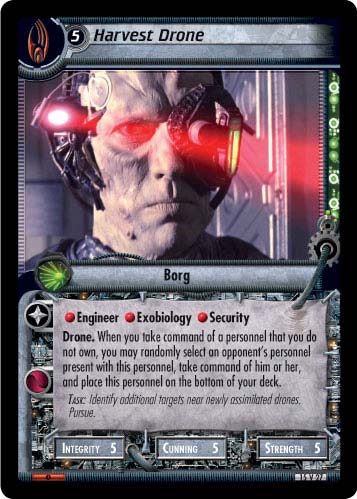 5 Harvest Drone
Borg
Engineer Exobiology Security
Drone. When you take command of a personnel that you do
not own, you may randomly select an opponent's personnel
present with this personnel, take command of him or her,
and place this personnel on the bottom of your deck.
Task: Identify additional targets near newly assimilated drones.
Pursue.
INTEGRITY 5 CUNNING 5 STRENGTH 5
15 V 97